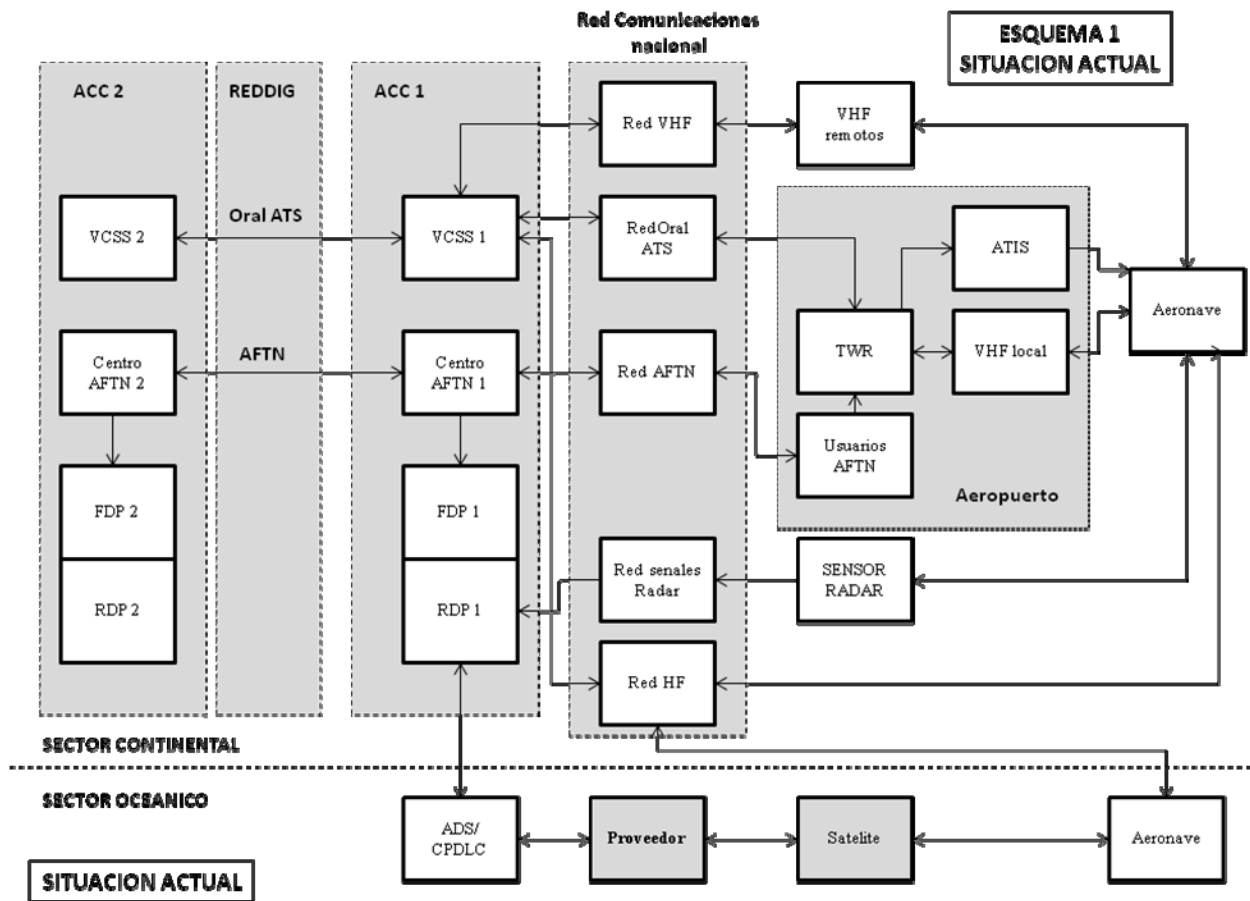 Red Comunicaciones
nacional
ESQUEMA 1
SITUACION ACTUAL
ACC 2
REDDIG
ACC 1
Red VHF
VHF
remotos
Oral ATS
VCSS 2
VCSS 1
Red Oral
ATS
ATIS
Aeronave
AFTN
Centro
AFTN 2
Centro
AFTN 1
Red AFTN
TWR
VHF local
Usuarios
AFTN
Aeropuerto
FDP 2
FDP 1
RDP 2
RDP 1
Red senales
Radar
SENSOR
RADAR
Red HF
SECTOR CONTINENTAL
SECTOR OCEANICO
ADS/
CPDLC
Proveedor
Satelite
Aeronave
SITUACION ACTUAL